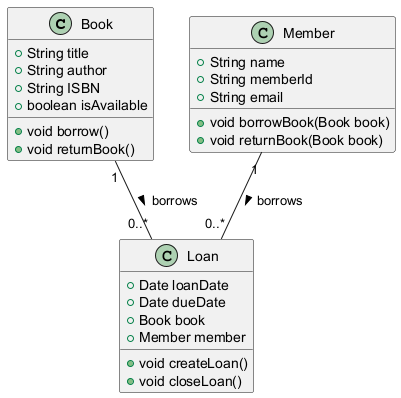 C Book
+ String title
+ String author
+ String ISBN
+ boolean isAvailable
+ void borrow()
+ void returnBook()
C Member
+ String name
+ String memberId
+ String email
+ void borrowBook(Book book)
+ void returnBook(Book book)
1
borrows
0..*
1
borrows
0..*
C Loan
+ Date loanDate
+ Date dueDate
+ Book book
+ Member member
+ void createLoan()
+ void closeLoan()